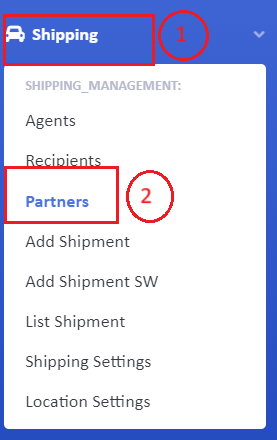 Shipping 1
SHIPPING_MANAGEMENT:
Agents
Recipients
Partners 2
Add Shipment
Add Shipment SW
List Shipment
Shipping Settings
Location Settings